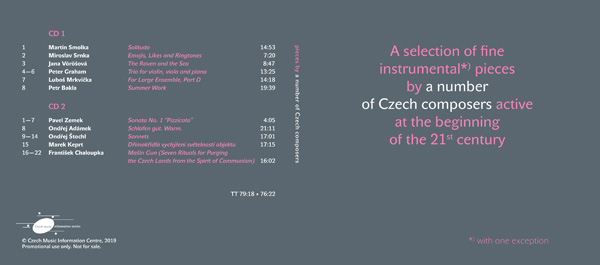 CD 1
1 Martin Smolka Solitudo 14:53
2 Miroslav Srnka Emojis, Likes and Ringtones 7:20
3 Jana Vöröšová The Raven and the Sea 8:47
4—6 Peter Graham Trio for violin, viola and piano 13:25
7 Luboš Mrkvička For Large Ensemble, Part D 14:18
8 Petr Bakla Summer Work 19:39
CD 2
1—7 Pavel Zemek Sonata No. 1 "Pizzicato" 4:05
8 Ondřej Adámek Schlafen gut. Warm. 21:11
9—14 Ondřej Štochl Sonnets 17:01
15 Marek Keprt Dřímoktřídlá vychýlení světelnosti objektu 17:15
16—22 František Chaloupka Mašín Gun (Seven Rituals for Purging
the Czech Lands from the Spirit of Communism) 16:02
TT 79:18 + 76:22
© Czech Music Information Centre, 2019
Promotional use only. Not for sale.
pieces by a number of Czech composers
A selection of fine
instrumental*) pieces
by a number
of Czech composers active
at the beginning
of the 21st century
*) with one exception